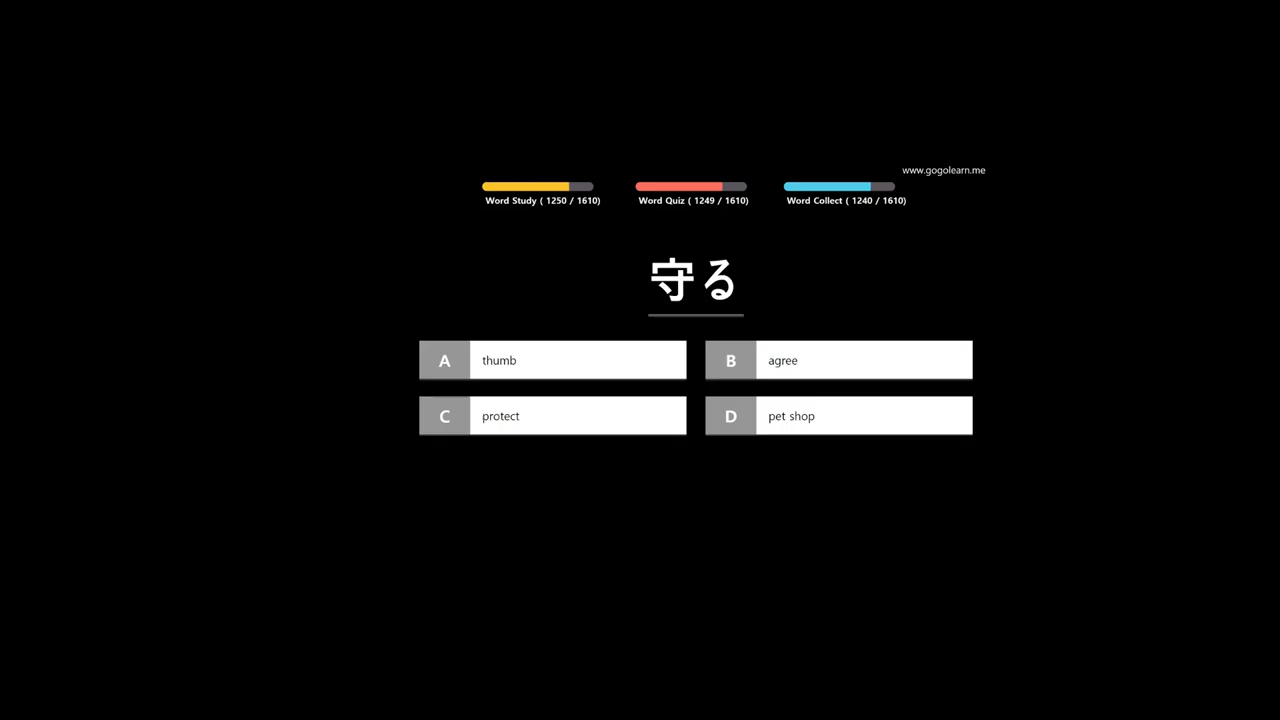 www.gogolearn.me
Word Study ( 1250 / 1610)
Word Quiz ( 1249 / 1610)
Word Collect ( 1240 / 1610)
守る
A thumb
B agree
C protect
D pet shop